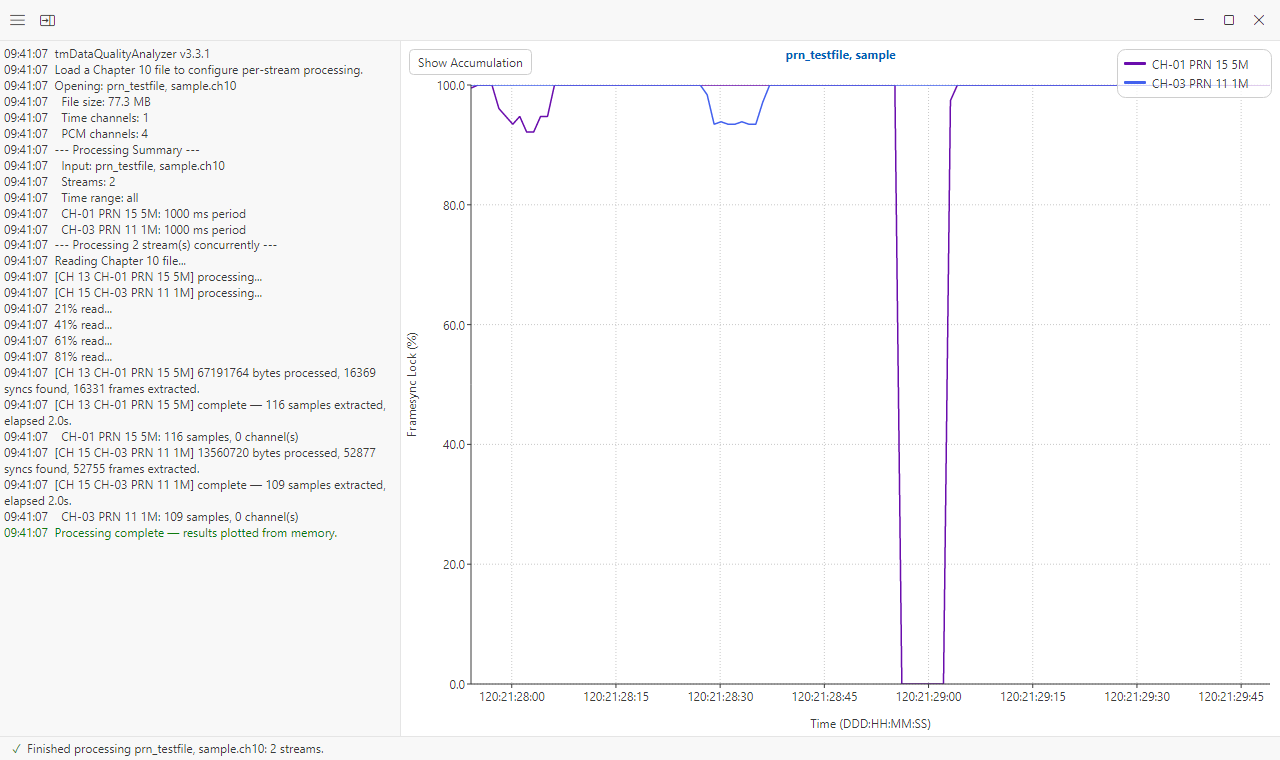 09:41:07 tmDataQualityAnalyzer v3.3.1
09:41:07 Load a Chapter 10 file to configure per-stream processing.
09:41:07 Opening: prn_testfile, sample.ch10
09:41:07 File size: 77.3 MB
09:41:07 Time channels: 1
09:41:07 PCM channels: 4
09:41:07 --- Processing Summary ---
09:41:07 Input: prn_testfile, sample.ch10
09:41:07 Streams: 2
09:41:07 Time range: all
09:41:07 CH-01 PRN 15 5M: 1000 ms period
09:41:07 CH-03 PRN 11 1M: 1000 ms period
09:41:07 --- Processing 2 stream(s) concurrently ---
09:41:07 Reading Chapter 10 file...
09:41:07 [CH 13 CH-01 PRN 15 5M] processing...
09:41:07 [CH 15 CH-03 PRN 11 1M] processing...
09:41:07 21% read...
09:41:07 41% read...
09:41:07 61% read...
09:41:07 81% read...
09:41:07 [CH 13 CH-01 PRN 15 5M] 67191764 bytes processed, 16369
syncs found, 16331 frames extracted.
09:41:07 [CH 13 CH-01 PRN 15 5M] complete — 116 samples extracted,
elapsed 2.0s.
09:41:07 CH-01 PRN 15 5M: 116 samples, 0 channel(s)
09:41:07 [CH 15 CH-03 PRN 11 1M] 13560720 bytes processed, 52877
syncs found, 52755 frames extracted.
09:41:07 [CH 15 CH-03 PRN 11 1M] complete — 109 samples extracted,
elapsed 2.0s.
09:41:07 CH-03 PRN 11 1M: 109 samples, 0 channel(s)
09:41:07 Processing complete — results plotted from memory.
Show Accumulation
prn_testfile, sample
CH-01 PRN 15 5M
CH-03 PRN 11 1M
100.0
80.0
60.0
40.0
20.0
0.0
Framesync Lock (%)
120:21:28:00 120:21:28:15 120:21:28:30 120:21:28:45 120:21:29:00 120:21:29:15 120:21:29:30 120:21:29:45
Time (DDD:HH:MM:SS)
✓ Finished processing prn_testfile, sample.ch10: 2 streams.